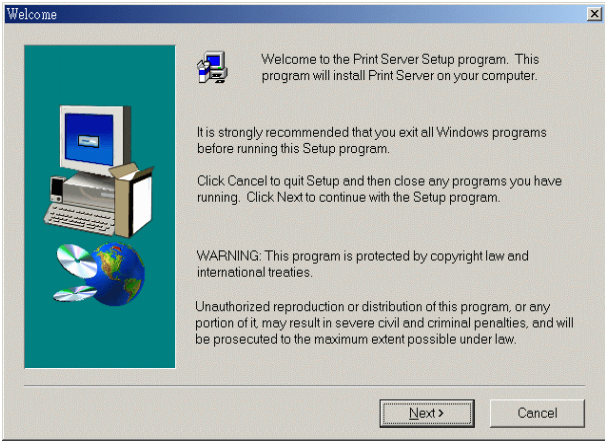 Welcome
Welcome to the Print Server Setup program. This
program will install Print Server on your computer.
It is strongly recommended that you exit all Windows programs
before running this Setup program.
Click Cancel to quit Setup and then close any programs you have
running. Click Next to continue with the Setup program.
WARNING: This program is protected by copyright law and
international treaties.
Unauthorized reproduction or distribution of this program, or any
portion of it, may result in severe civil and criminal penalties, and will
be prosecuted to the maximum extent possible under law.
Next >
Cancel